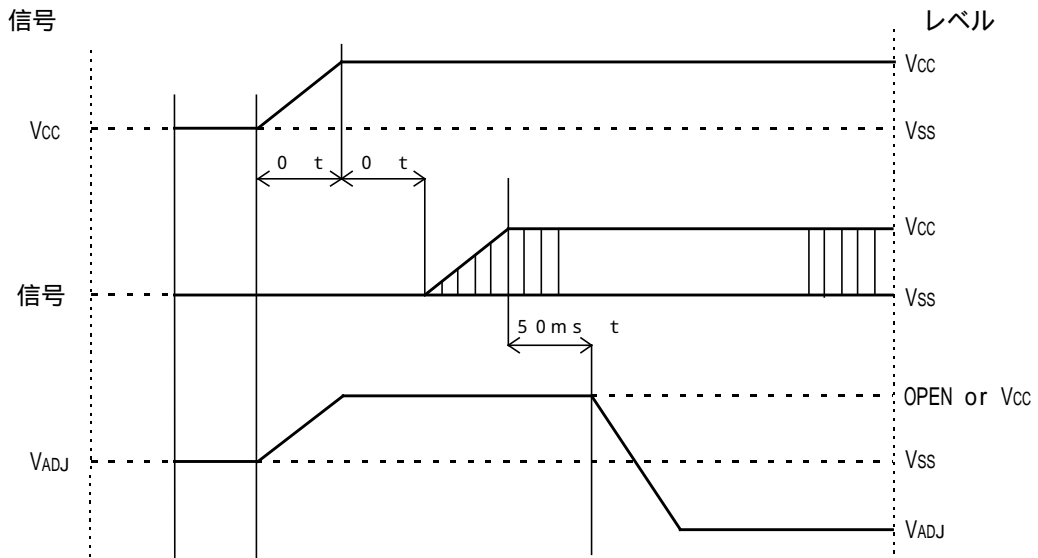 信号
レベル
Vcc
Vcc
Vss
0 t
0 t
Vcc
信号
Vss
50ms t
OPEN or Vcc
VADJ
Vss
VADJ